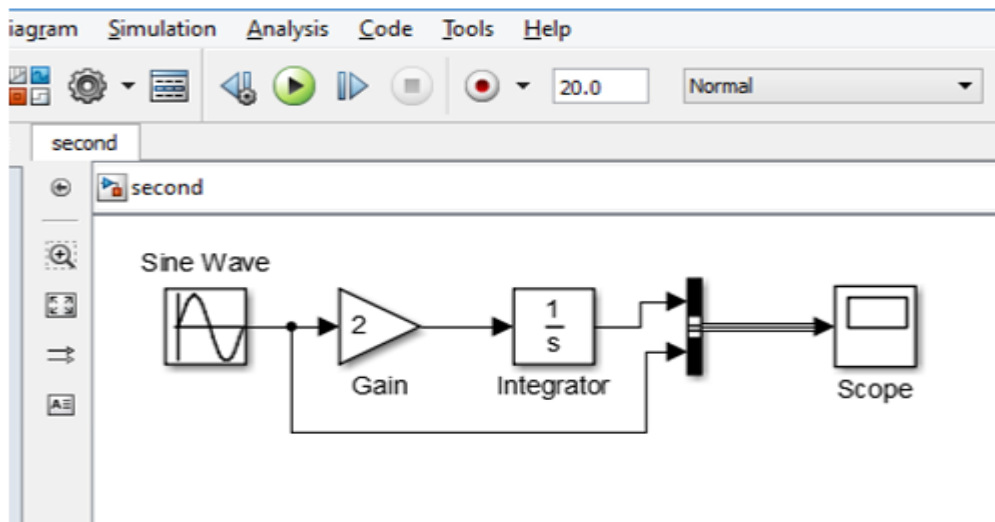 iagram Simulation Analysis Code Tools Help
20.0 Normal
second
second
Sine Wave
2
1
s
Gain Integrator
Scope